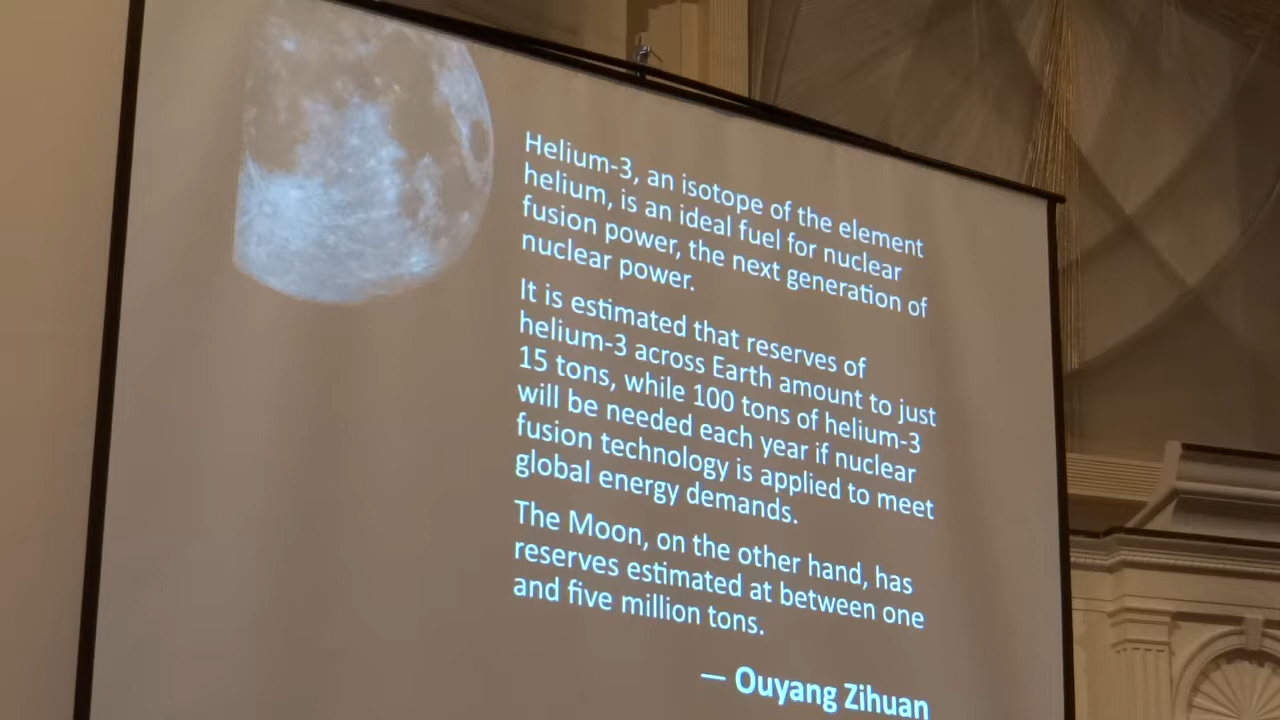 Helium-3, an isotope of the element
helium, is an ideal fuel for nuclear
fusion power, the next generation of
nuclear power.
It is estimated that reserves of
helium-3 across Earth amount to just
15 tons, while 100 tons of helium-3
will be needed each year if nuclear
fusion technology is applied to meet
global energy demands.
The Moon, on the other hand, has
reserves estimated at between one
and five million tons.
— Ouyang Zihuan